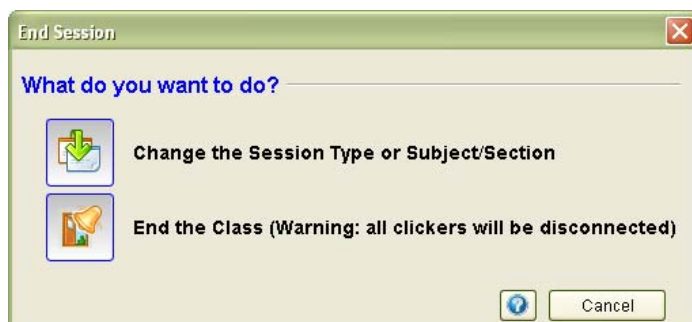 End Session
What do you want to do?
Change the Session Type or Subject/Section
End the Class (Warning: all clickers will be disconnected)
? Cancel